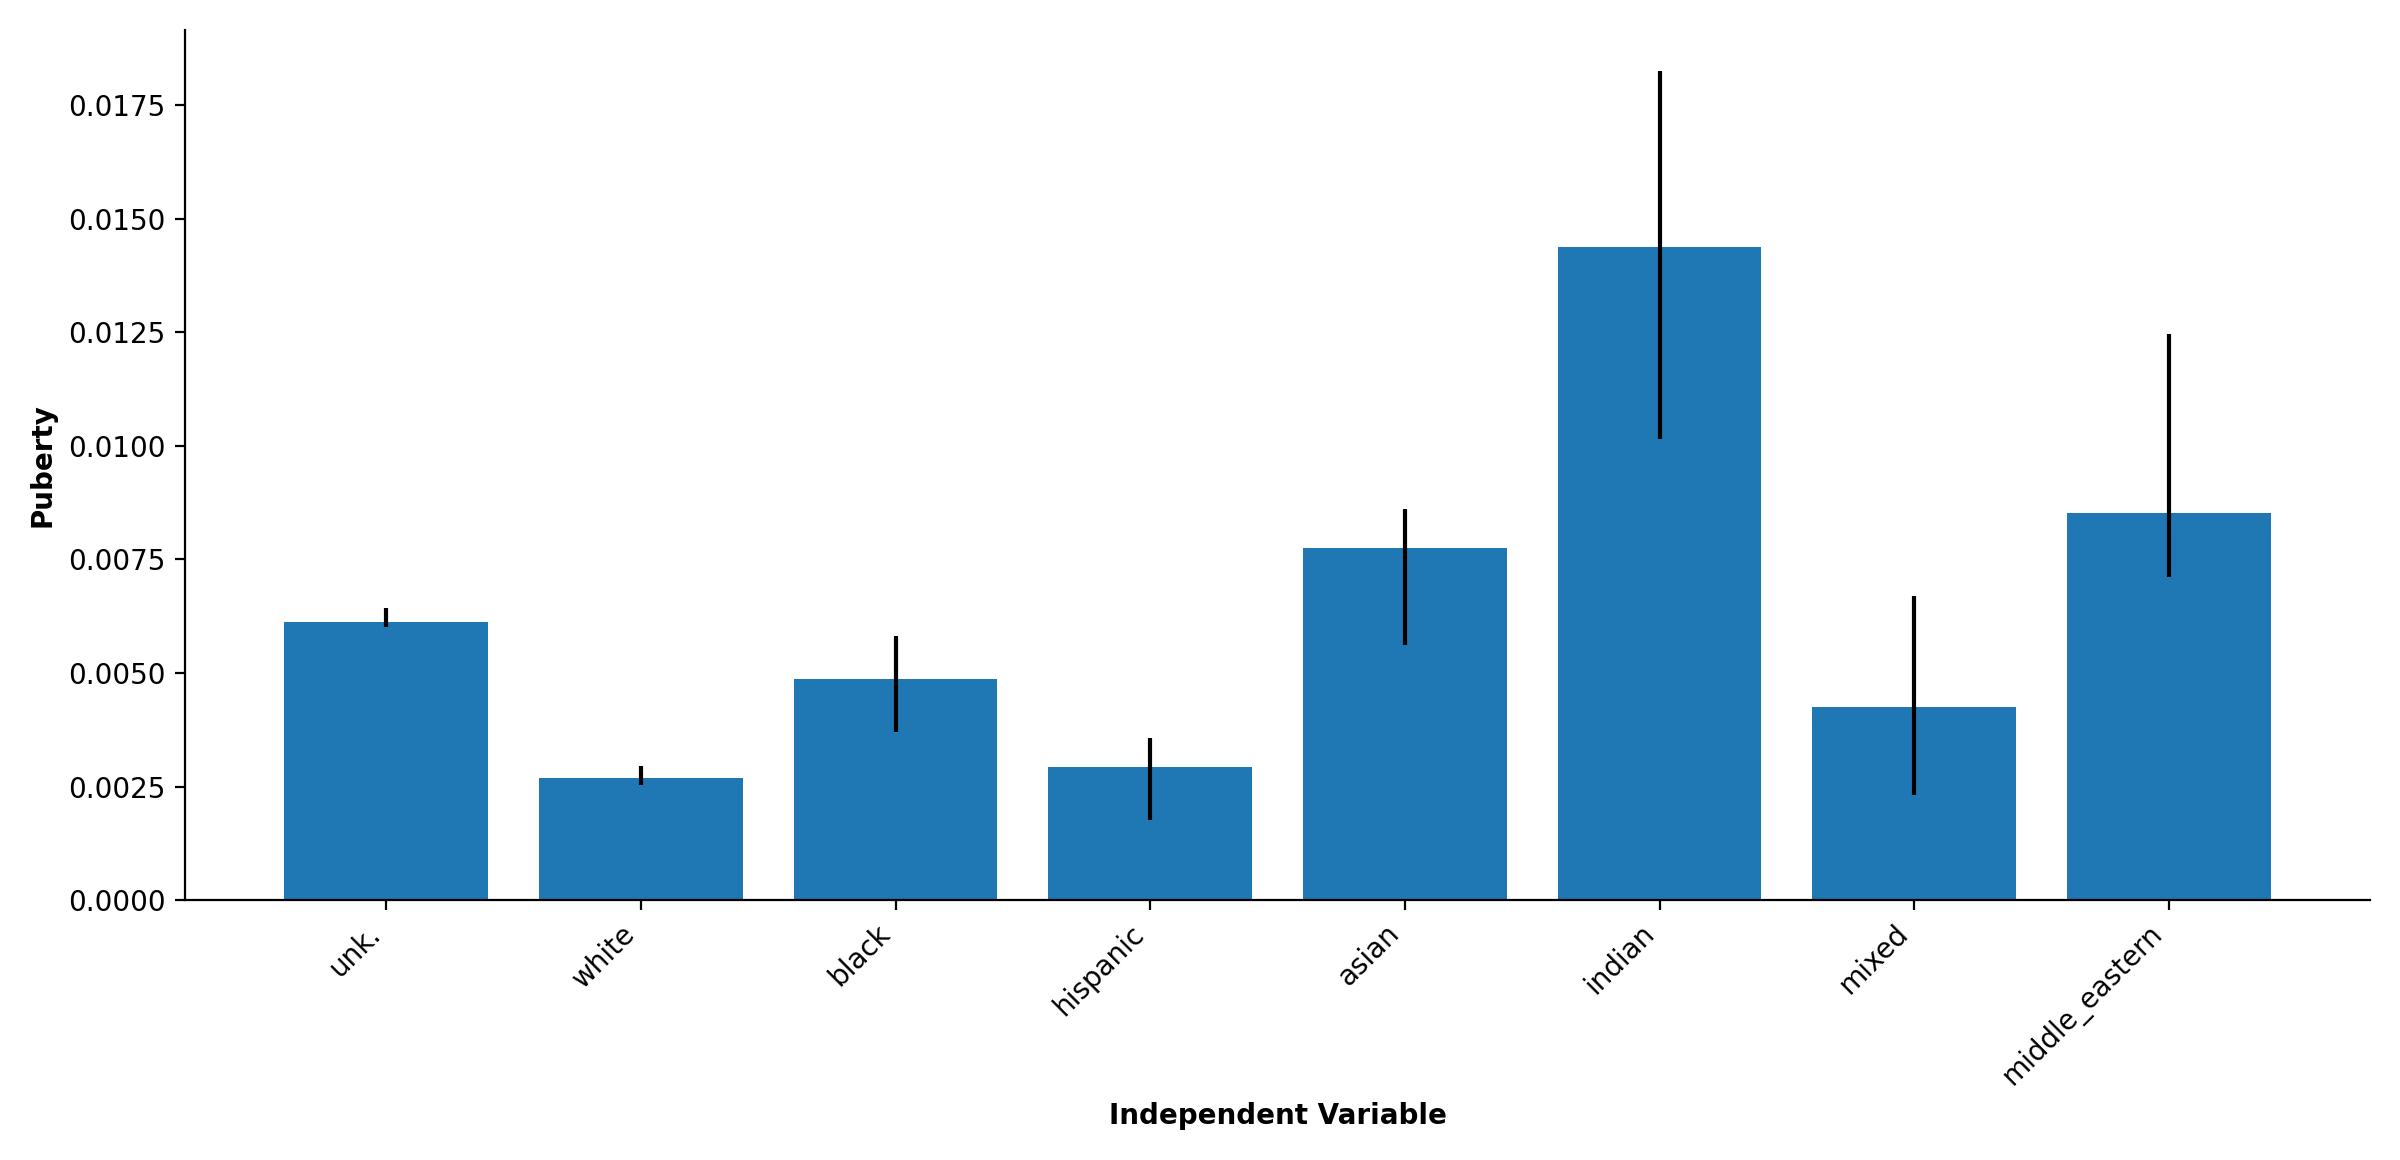 Puberty
0.0175
0.0150
0.0125
0.0100
0.0075
0.0050
0.0025
0.0000
unk.
white
black
hispanic
asian
indian
mixed
middle_eastern
Independent Variable